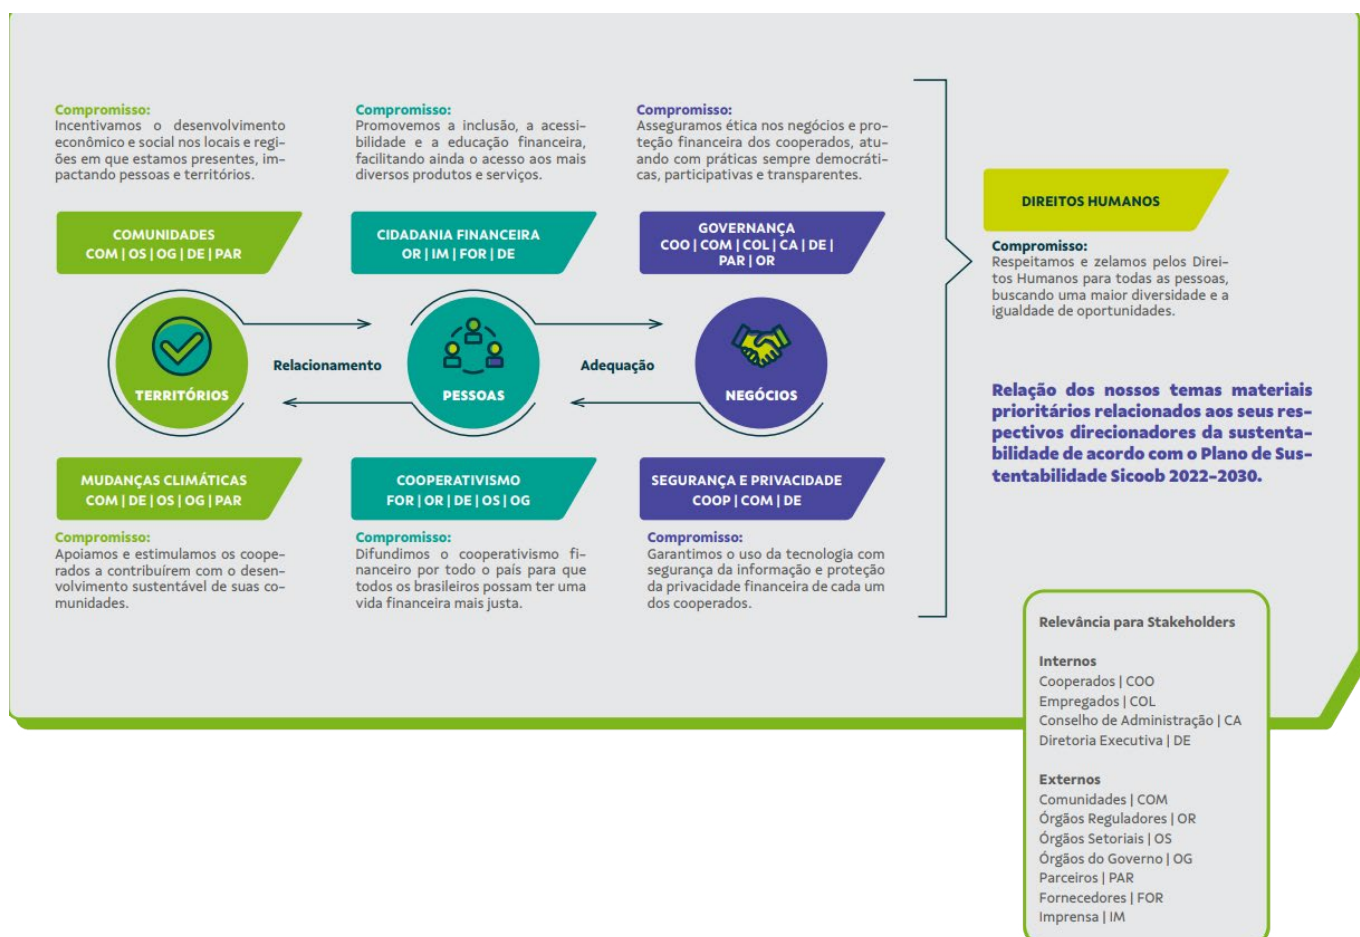 Compromisso:
Incentivamos o desenvolvimento
econômico e social nos locais e regi-
ões em que estamos presentes, im-
pactando pessoas e territórios.
Compromisso:
Promovemos a inclusão, a acessi-
bilidade e a educação financeira,
facilitando ainda o acesso aos mais
diversos produtos e serviços.
Compromisso:
Asseguramos ética nos negócios e pro-
teção financeira dos cooperados, atu-
ando com práticas sempre democráti-
cas, participativas e transparentes.
COMUNIDADES
COM | OS | OG | DE | PAR
CIDADANIA FINANCEIRA
OR | IM | FOR | DE
GOVERNANÇA
COO | COM | COL | CA | DE |
PAR | OR
TERRITÓRIOS
Relacionamento
PESSOAS
Adequação
NEGÓCIOS
MUDANÇAS CLIMÁTICAS
COM | DE | OS | OG | PAR
COOPERATIVISMO
FOR | OR | DE | OS | OG
SEGURANÇA E PRIVACIDADE
COOP | COM | DE
Compromisso:
Apoiamos e estimulamos os coope-
rados a contribuírem com o desen-
volvimento sustentável de suas co-
munidades.
Compromisso:
Difundimos o cooperativismo fi-
nanceiro por todo o país para que
todos os brasileiros possam ter uma
vida financeira mais justa.
Compromisso:
Garantimos o uso da tecnologia com
segurança da informação e proteção
da privacidade financeira de cada um
dos cooperados.
DIREITOS HUMANOS
Compromisso:
Respeitamos e zelamos pelos Direi-
tos Humanos para todas as pessoas,
buscando uma maior diversidade e a
igualdade de oportunidades.
Relação dos nossos temas materiais
prioritários relacionados aos seus res-
pectivos direcionadores da sustenta-
bilidade de acordo com o Plano de Sus-
tentabilidade Sicoob 2022-2030.
Relevância para Stakeholders
Internos
Cooperados | COO
Empregados | COL
Conselho de Administração | CA
Diretoria Executiva | DE
Externos
Comunidades | COM
Órgãos Reguladores | OR
Órgãos Setoriais | OS
Órgãos do Governo | OG
Parceiros | PAR
Fornecedores | FOR
Imprensa | IM